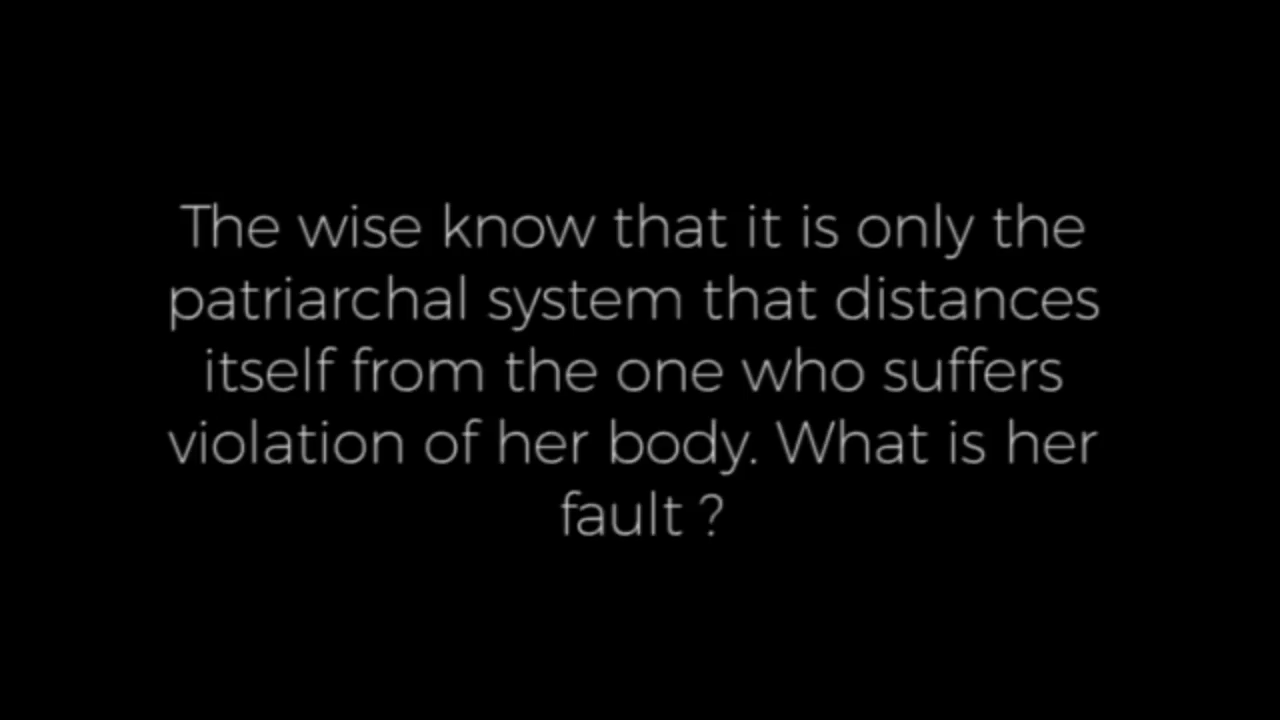 The wise know that it is only the
patriarchal system that distances
itself from the one who suffers
violation of her body. What is her
fault ?